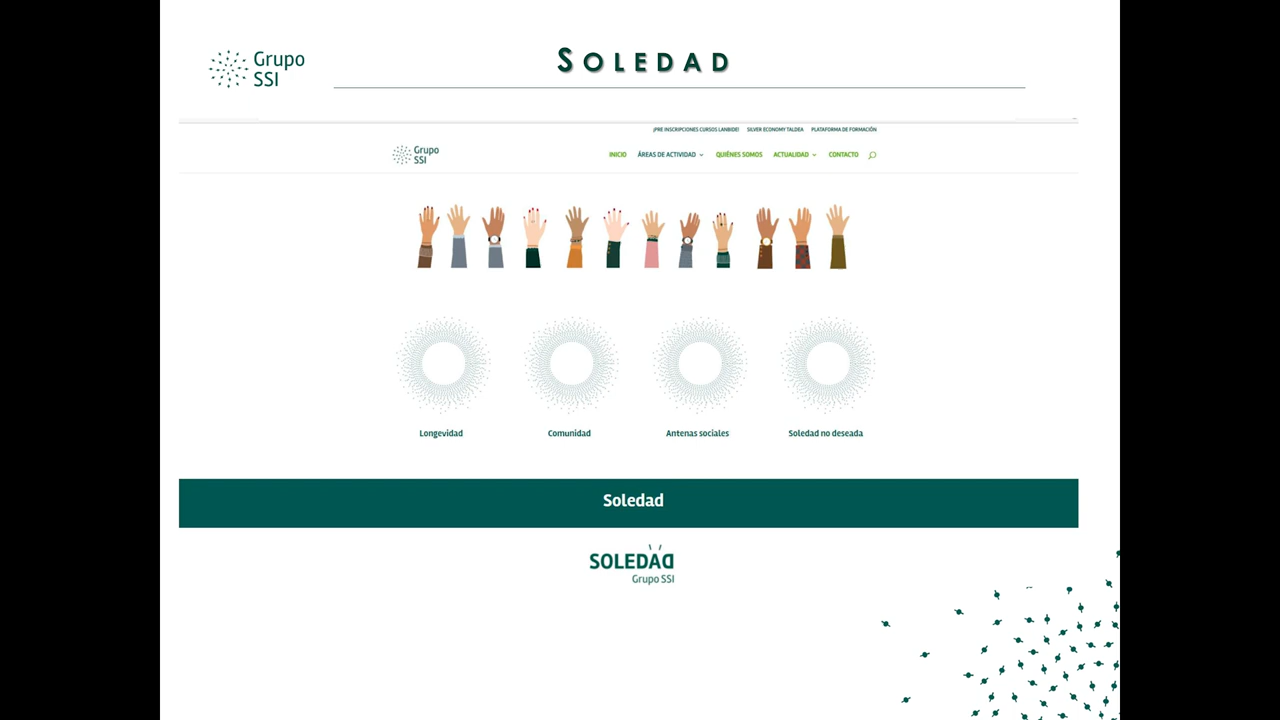 Grupo
SSI
SOLEDAD
¡PRE INSCRIPCIONES CURSOS LANBIDE! SILVER ECONOMY TALDEA PLATAFORMA DE FORMACIÓN
Grupo
SSI
INICIO ÁREAS DE ACTIVIDAD QUIÉNES SOMOS ACTUALIDAD CONTACTO
Longevidad Comunidad Antenas sociales Soledad no deseada
Soledad
SOLEDAD
Grupo SSI